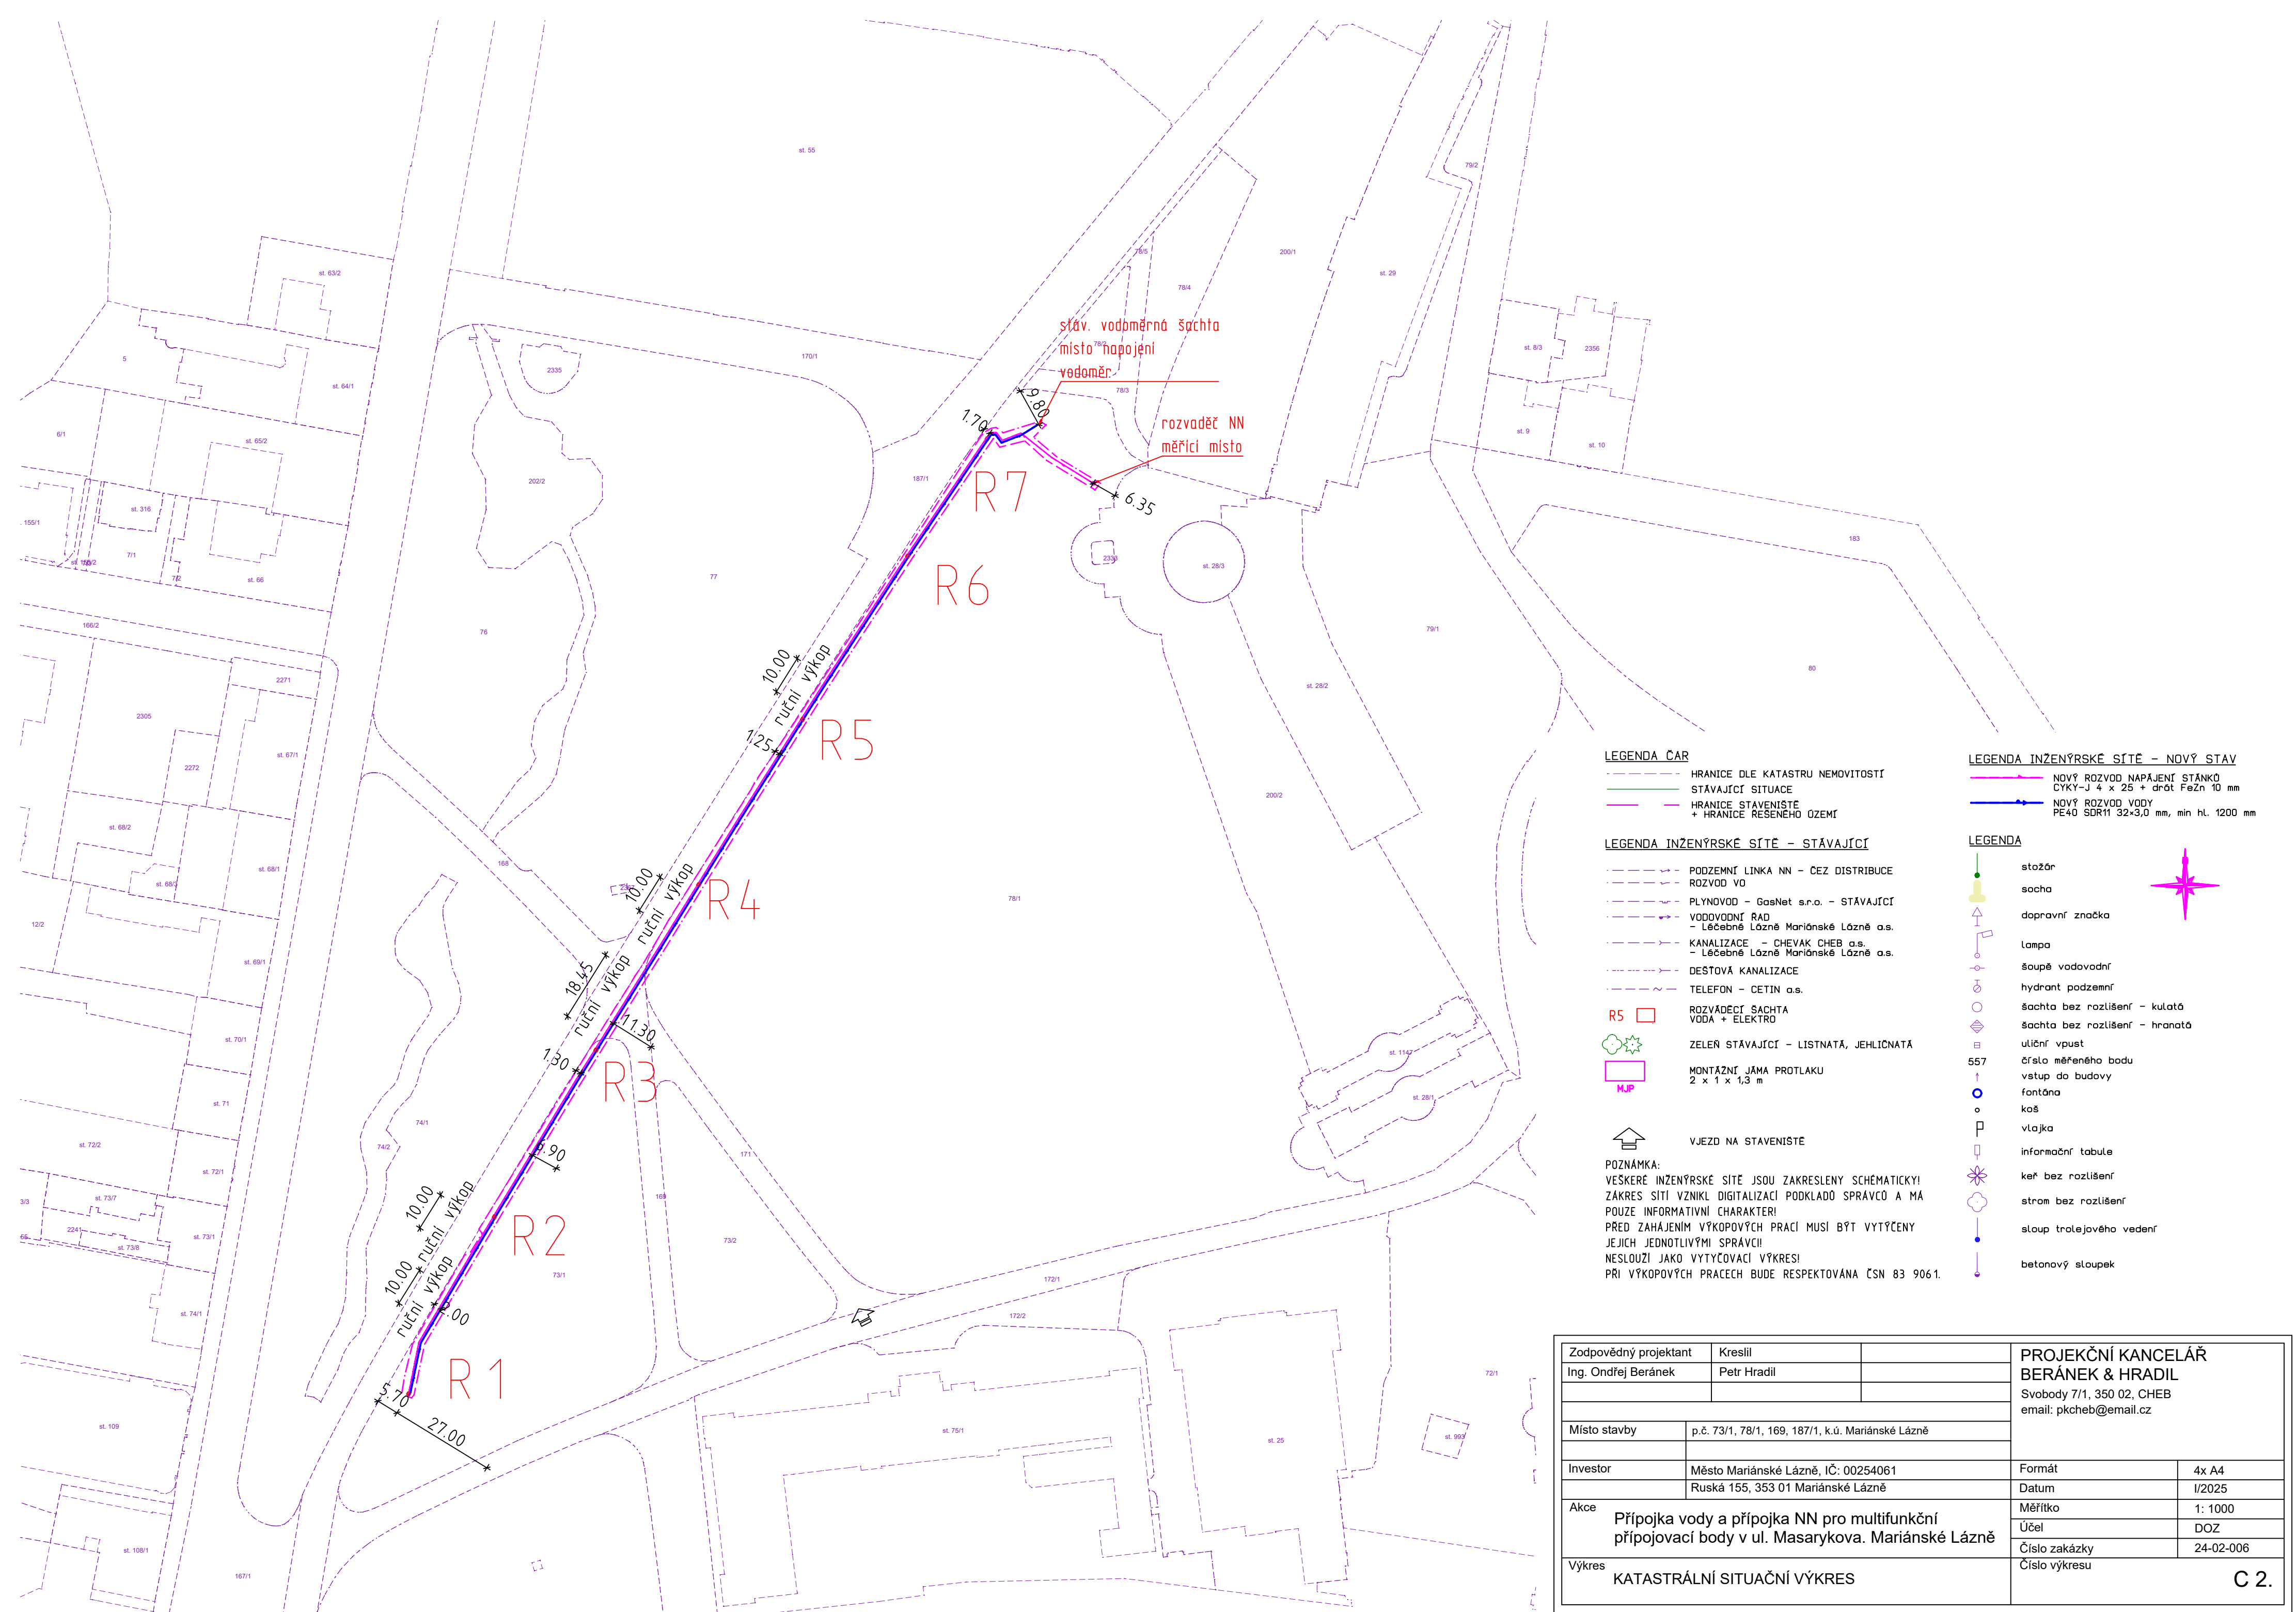 st. 55
79/2
78/5
200/1
st. 29
st. 63/2
78/4
stáv. vodoměrná šachta
místo napojení
vodoměr
78/2
st. 8/3
2356
5
170/1
2335
st. 64/1
78/3
9.80
1.70
rozvaděč NN
měřicí místo
6/1
st. 65/2
st. 9
st. 10
187/1
202/2
R7
6.35
st. 316
155/1
183
7/1
7/2
st. 66
77
R6
2333
st. 28/3
166/2
76
79/1
10.00
ruční výkop
80
2271
st. 28/2
2305
R5
1.25
st. 67/1
2272
200/2
st. 68/2
168
10.00
ruční výkop
R4
st. 68/3
st. 68/1
78/1
12/2
18.45
ruční výkop
st. 69/1
11.30
st. 70/1
1.30
R3
st. 1147
st. 28/1
st. 71
74/1
74/2
st. 72/2
171
st. 72/1
10.00
ruční výkop
169
3/3
st. 73/7
2241
st. 73/8
st. 73/1
R2
73/2
73/1
10.00
ruční výkop
2.00
172/1
172/2
st. 74/1
R1
5.70
27.00
72/1
st. 109
st. 75/1
st. 25
st. 993
st. 108/1
167/1
LEGENDA ČAR
HRANICE DLE KATASTRU NEMOVITOSTÍ
STÁVAJÍCÍ SITUACE
HRANICE STAVENIŠTĚ
+ HRANICE ŘEŠENÉHO ÚZEMÍ
LEGENDA INŽENÝRSKÉ SÍTĚ - STÁVAJÍCÍ
PODZEMNÍ LINKA NN - ČEZ DISTRIBUCE
ROZVOD VO
PLYNOVOD - GasNet s.r.o. - STÁVAJÍCÍ
VODOVODNÍ ŘAD
- Léčebné Lázně Mariánské Lázně a.s.
KANALIZACE - CHEVAK CHEB a.s.
- Léčebné Lázně Mariánské Lázně a.s.
DEŠŤOVÁ KANALIZACE
TELEFON - CETIN a.s.
R5
ROZVÁDĚCÍ ŠACHTA
VODA + ELEKTRO
ZELEŇ STÁVAJÍCÍ - LISTNATÁ, JEHLIČNATÁ
MONTÁŽNÍ JÁMA PROTLAKU
2 x 1 x 1,3 m
MJP
VJEZD NA STAVENIŠTĚ
POZNÁMKA:
VEŠKERÉ INŽENÝRSKÉ SÍTĚ JSOU ZAKRESLENY SCHÉMATICKY!
ZÁKRES SÍTÍ VZNIKL DIGITALIZACÍ PODKLADŮ SPRÁVCŮ A MÁ
POUZE INFORMATIVNÍ CHARAKTER!
PŘED ZAHÁJENÍM VÝKOPOVÝCH PRACÍ MUSÍ BÝT VYTÝČENY
JEJICH JEDNOTLIVÝMI SPRÁVCI!
NESLOUŽÍ JAKO VYTYČOVACÍ VÝKRES!
PŘI VÝKOPOVÝCH PRACECH BUDE RESPEKTOVÁNA ČSN 83 9061.
LEGENDA INŽENÝRSKÉ SÍTĚ - NOVÝ STAV
NOVÝ ROZVOD NAPÁJENÍ STÁNKŮ
CYKY-J 4 x 25 + drát FeZn 10 mm
NOVÝ ROZVOD VODY
PE40 SDR11 32×3,0 mm, min hl. 1200 mm
LEGENDA
stožár
socha
dopravní značka
lampa
šoupě vodovodní
hydrant podzemní
šachta bez rozlišení - kulatá
šachta bez rozlišení - hranatá
uliční vpust
557 číslo měřeného bodu
vstup do budovy
fontána
koš
vlajka
informační tabule
keř bez rozlišení
strom bez rozlišení
sloup trolejového vedení
betonový sloupek
Zodpovědný projektant Kreslil
Ing. Ondřej Beránek Petr Hradil
PROJEKČNÍ KANCELÁŘ
BERÁNEK & HRADIL
Svobody 7/1, 350 02, CHEB
email: pkcheb@email.cz
Místo stavby p.č. 73/1, 78/1, 169, 187/1, k.ú. Mariánské Lázně
Investor Město Mariánské Lázně, IČ: 00254061
Ruská 155, 353 01 Mariánské Lázně
Formát 4x A4
Datum I/2025
Měřítko 1: 1000
Účel DOZ
Číslo zakázky 24-02-006
Akce
Přípojka vody a přípojka NN pro multifunkční
připojovací body v ul. Masarykova. Mariánské Lázně
Výkres
KATASTRÁLNÍ SITUAČNÍ VÝKRES
Číslo výkresu
C 2.